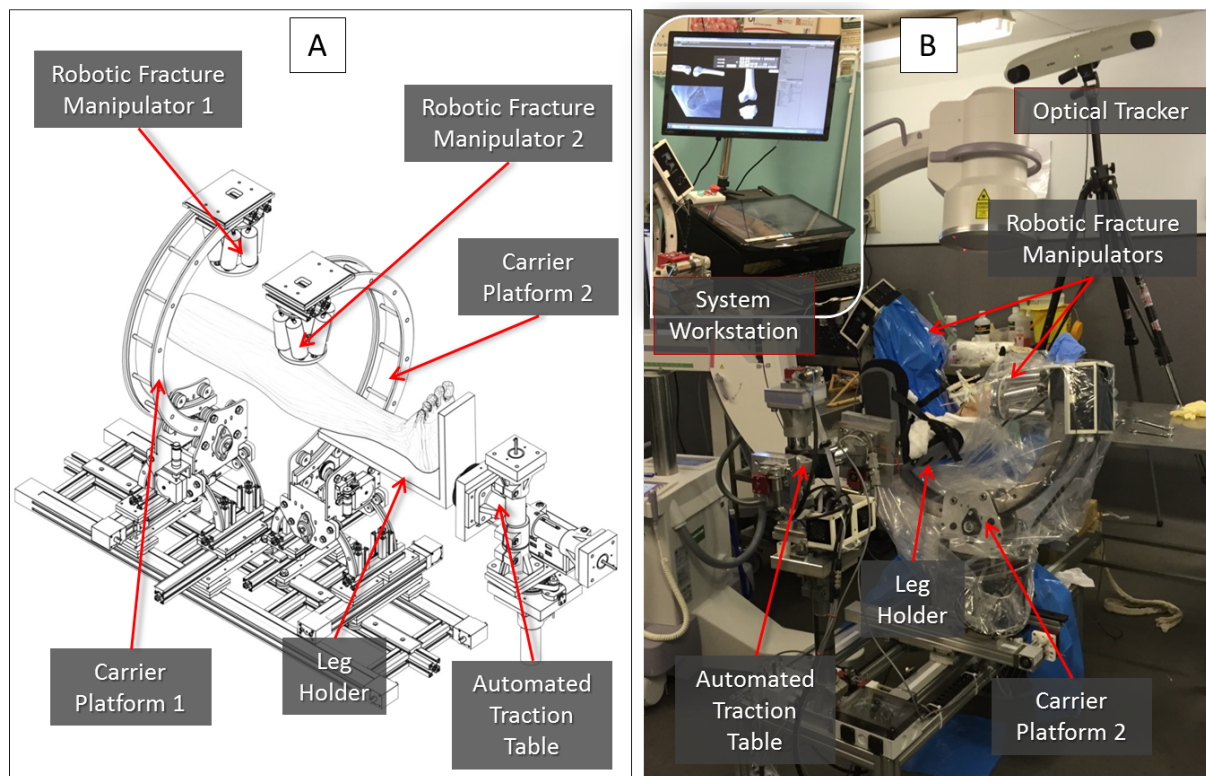 A
Robotic Fracture
Manipulator 1
Robotic Fracture
Manipulator 2
Carrier
Platform 2
Carrier
Platform 1
Leg
Holder
Automated
Traction
Table
B
Optical Tracker
Robotic Fracture
Manipulators
System
Workstation
Leg
Holder
Automated
Traction
Table
Carrier
Platform 2